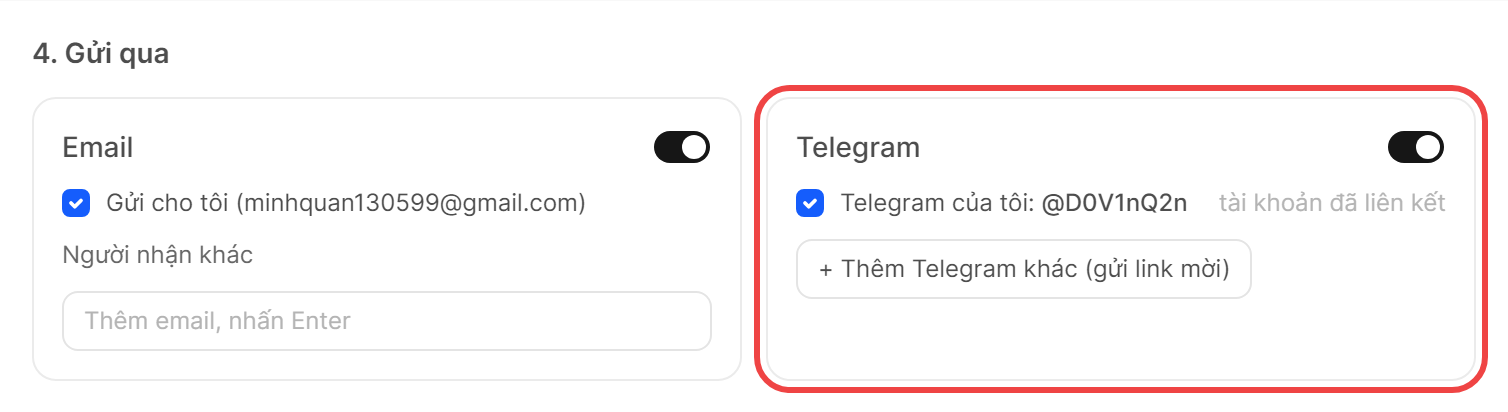 4. Gửi qua
Email
Gửi cho tôi (minhquan130599@gmail.com)
Người nhận khác
Thêm email, nhấn Enter
Telegram
Telegram của tôi: @D0V1nQ2n tài khoản đã liên kết
+ Thêm Telegram khác (gửi link mời)